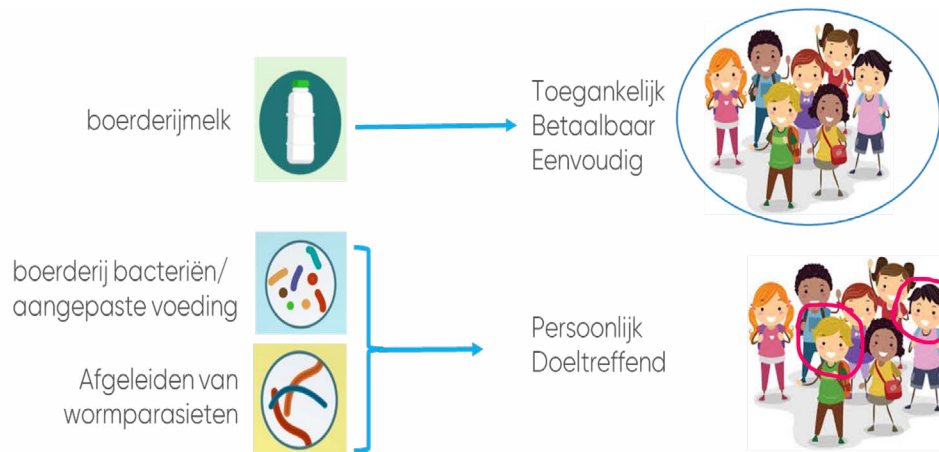 boerderijmelk
Toegankelijk
Betaalbaar
Eenvoudig
boerderij bacteriën/
aangepaste voeding
Afgeleiden van
wormparasieten
Persoonlijk
Doeltreffend